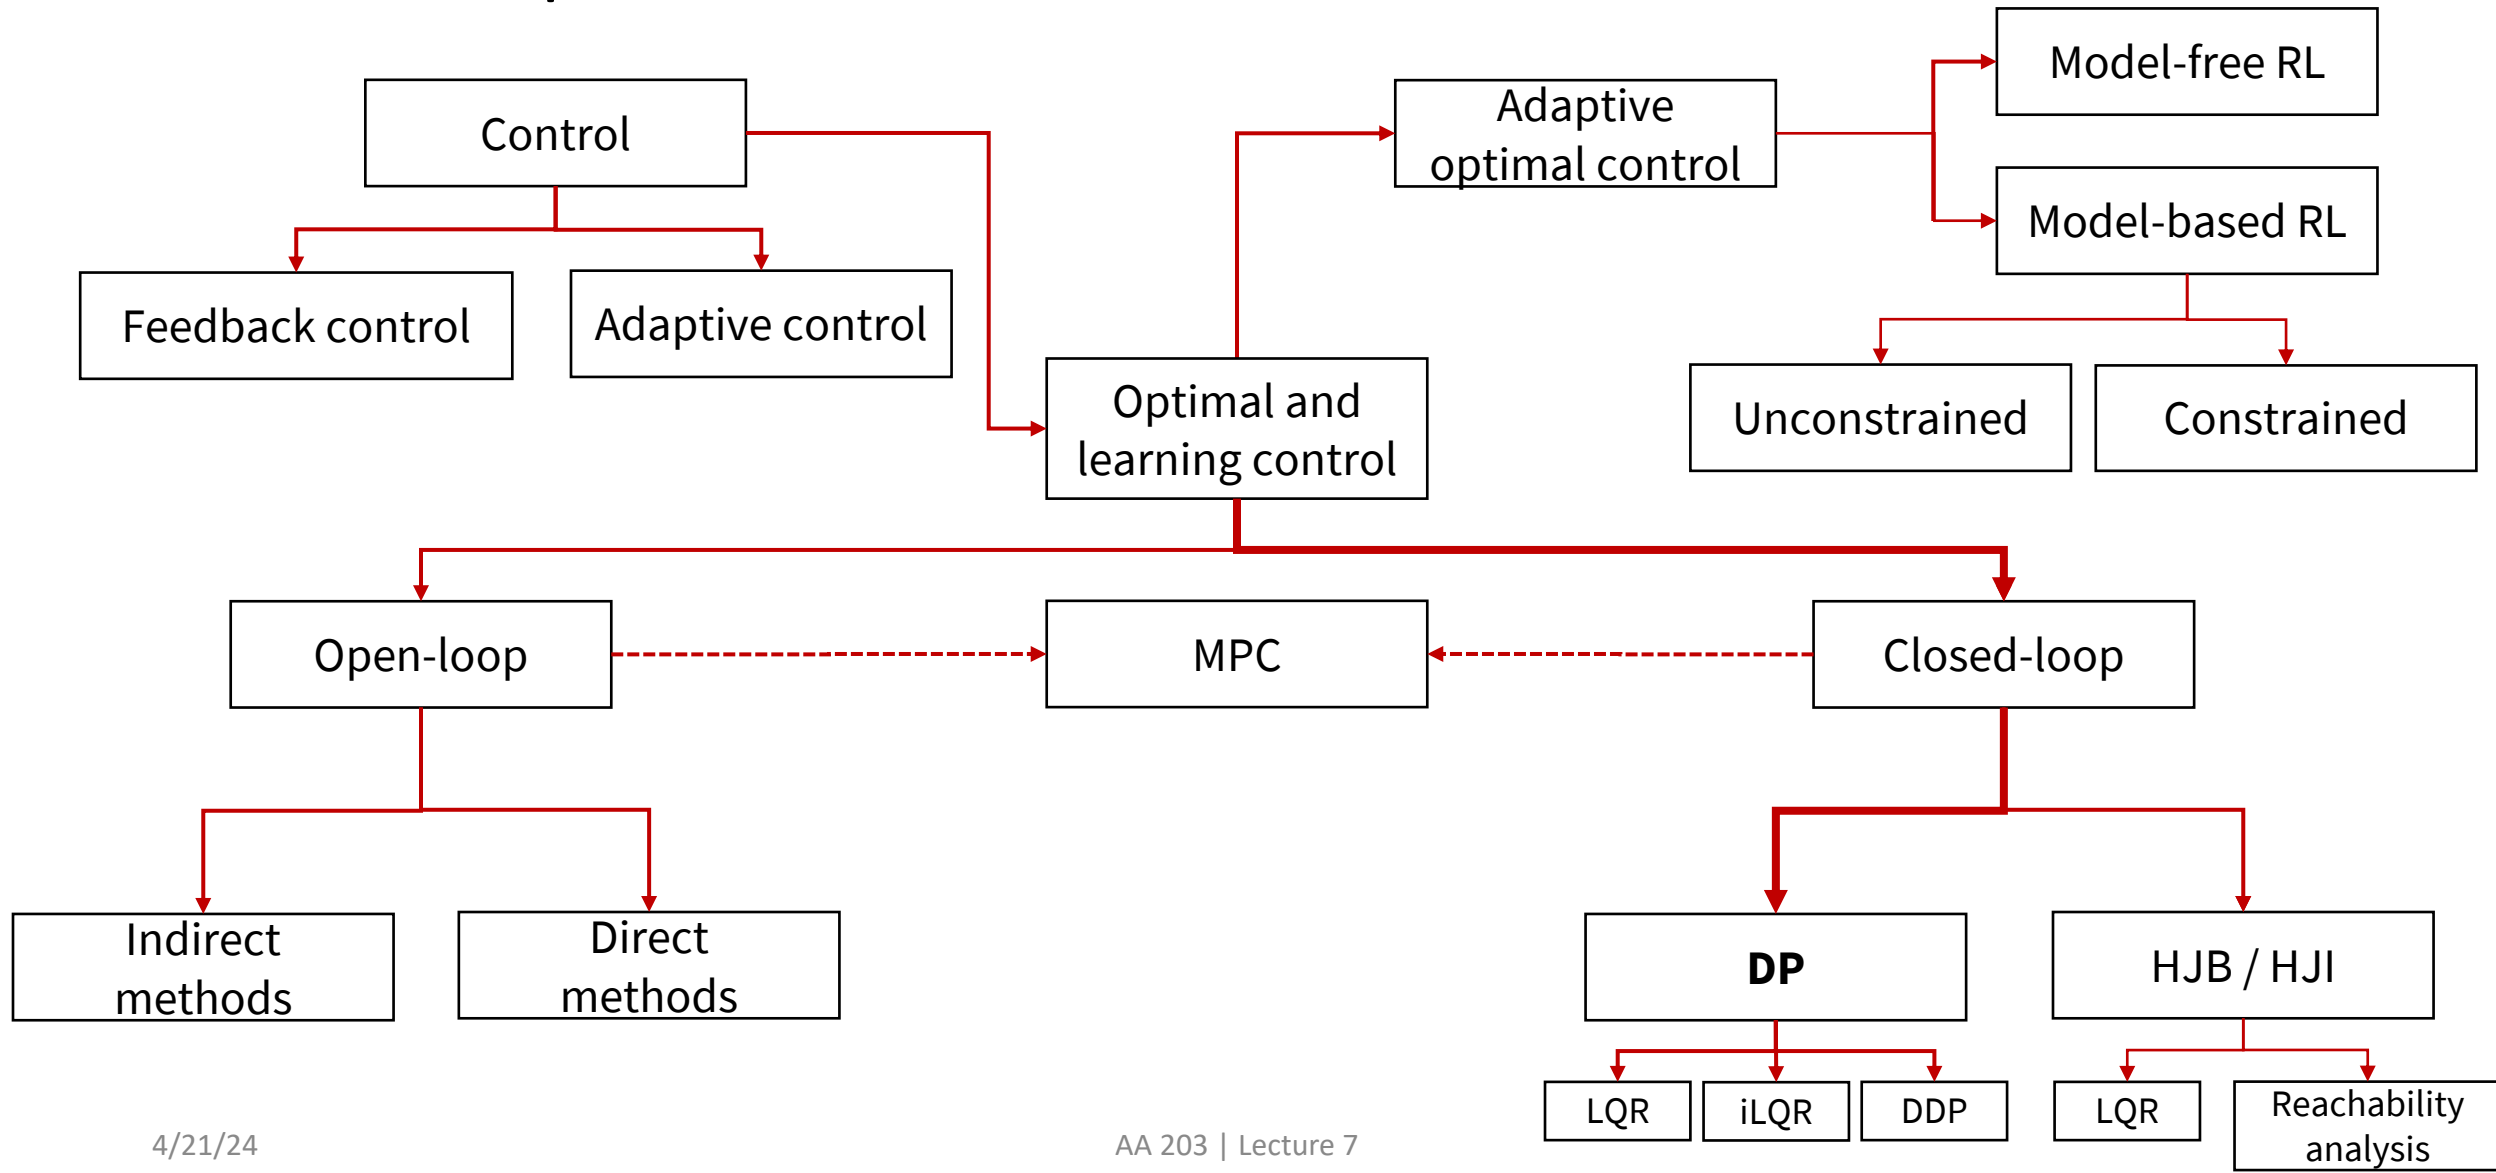 Model-free RL
Control
Adaptive
optimal control
Model-based RL
Feedback control
Adaptive control
Optimal and
learning control
Unconstrained
Constrained
Open-loop
MPC
Closed-loop
Indirect
methods
Direct
methods
DP
HJB / HJI
LQR
iLQR
DDP
LQR
Reachability
analysis
4/21/24
AA 203 | Lecture 7